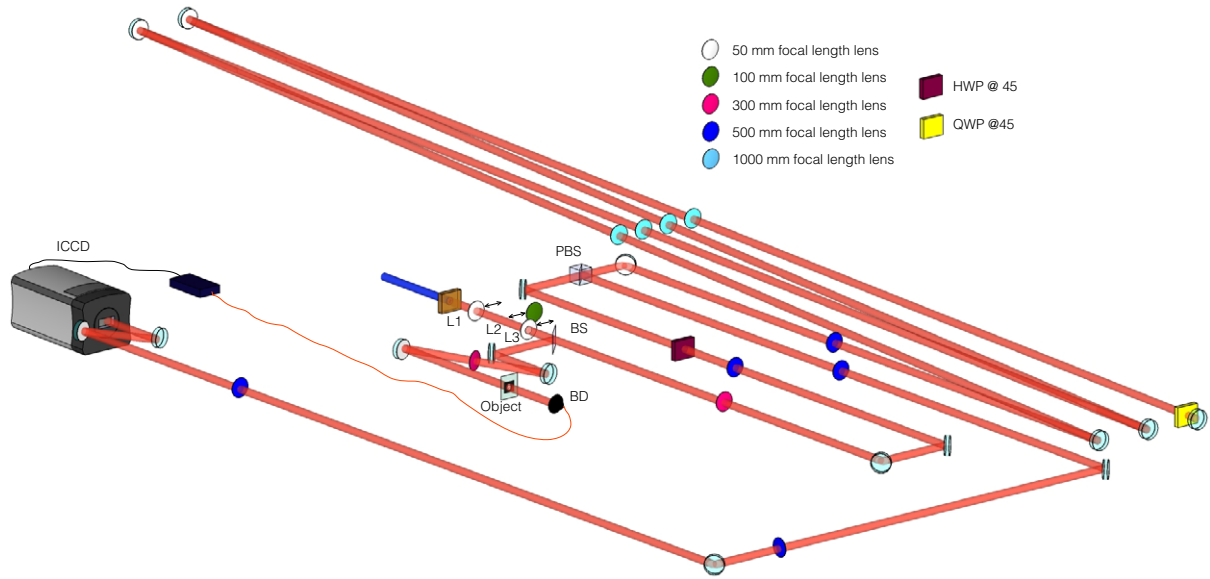 50 mm focal length lens
100 mm focal length lens
300 mm focal length lens
500 mm focal length lens
1000 mm focal length lens
HWP @ 45
QWP @45
ICCD
PBS
L1
L2
L3
BS
Object
BD